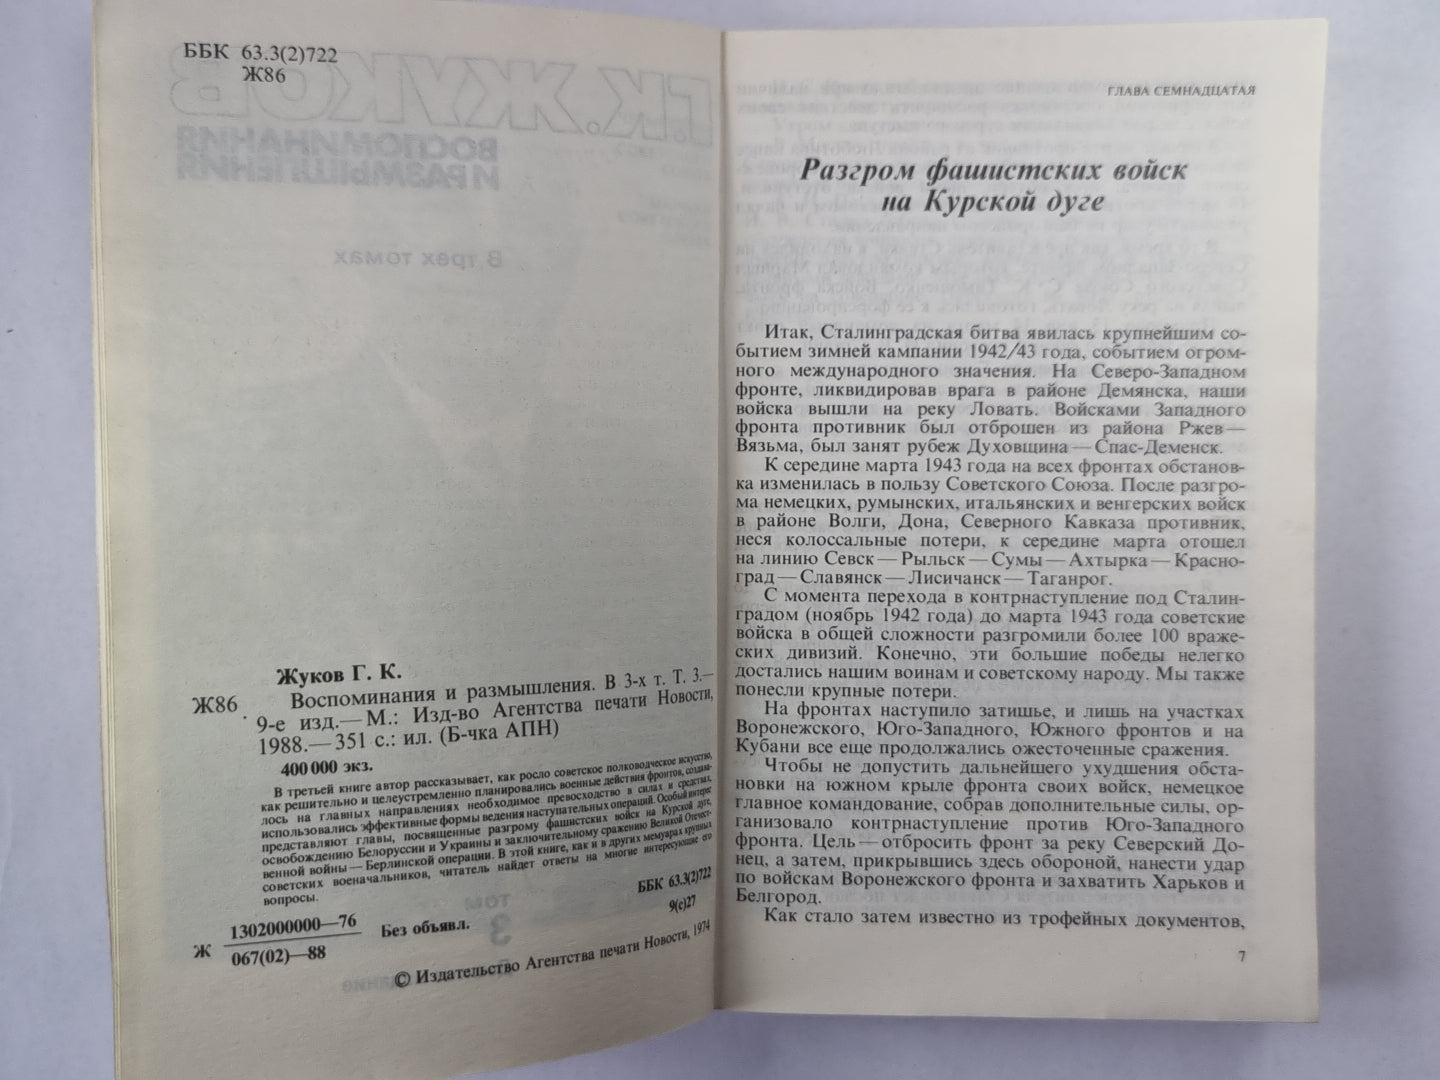 ББК 63.3(2)722
Ж86
Жуков Г. К.
Ж86 Воспоминания и размышления. В 3-х т. Т. 3.—
9-е изд.— М.: Изд-во Агентства печати Новости,
1988.— 351 с.: ил. (Б-чка АПН)
400 000 экз.
В третьей книге автор рассказывает, как росло советское полководческое искусство,
как решительно и целеустремленно планировались военные действия фронтов, создава-
лось на главных направлениях необходимое превосходство в силах и средствах,
использовались эффективные формы ведения наступательных операций. Особый интерес
представляют главы, посвященные разгрому фашистских войск на Курской дуге,
освобождению Белоруссии и Украины и заключительному сражению Великой Отечест-
венной войны — Берлинской операции. В этой книге, как и в других мемуарах крупных
советских военачальников, читатель найдет ответы на многие интересующие его
вопросы.
ББК 63.3(2)722
9(с)27
Ж 1302000000—76
067(02)—88
Без объявл.
© Издательство Агентства печати Новости, 1974
ГЛАВА СЕМНАДЦАТАЯ
Разгром фашистских войск
на Курской дуге
Итак, Сталинградская битва явилась крупнейшим со-
бытием зимней кампании 1942/43 года, событием огром-
ного международного значения. На Северо-Западном
фронте, ликвидировав врага в районе Демянска, наши
войска вышли на реку Ловать. Войсками Западного
фронта противник был отброшен из района Ржев —
Вязьма, был занят рубеж Духовщина — Спас-Деменск.
К середине марта 1943 года на всех фронтах обстанов-
ка изменилась в пользу Советского Союза. После разгро-
ма немецких, румынских, итальянских и венгерских войск
в районе Волги, Дона, Северного Кавказа противник,
неся колоссальные потери, к середине марта отошел
на линию Севск — Рыльск — Сумы — Ахтырка — Красно-
град — Славянск — Лисичанск — Таганрог.
С момента перехода в контрнаступление под Сталин-
градом (ноябрь 1942 года) до марта 1943 года советские
войска в общей сложности разгромили более 100 враже-
ских дивизий. Конечно, эти большие победы нелегко
достались нашим воинам и советскому народу. Мы также
понесли крупные потери.
На фронтах наступило затишье, и лишь на участках
Воронежского, Юго-Западного, Южного фронтов и на
Кубани все еще продолжались ожесточенные сражения.
Чтобы не допустить дальнейшего ухудшения обста-
новки на южном крыле фронта своих войск, немецкое
главное командование, собрав дополнительные силы, ор-
ганизовало контрнаступление против Юго-Западного
фронта. Цель — отбросить фронт за реку Северский До-
нец, а затем, прикрывшись здесь обороной, нанести удар
по войскам Воронежского фронта и захватить Харьков и
Белгород.
Как стало затем известно из трофейных документов,
7